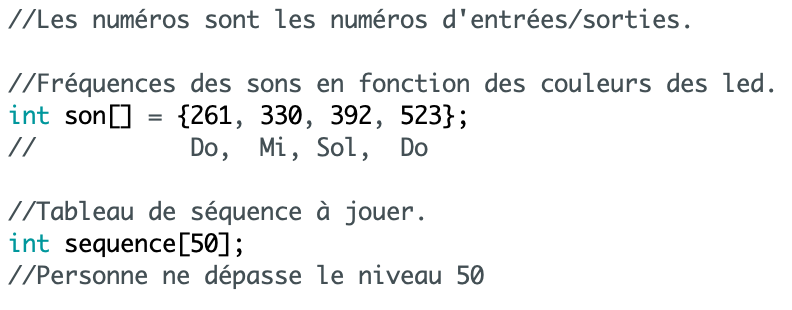 //Les numéros sont les numéros d'entrées/sorties.
//Fréquences des sons en fonction des couleurs des led.
int son[] = {261, 330, 392, 523};
//           Do,  Mi, Sol,  Do
//Tableau de séquence à jouer.
int sequence[50];
//Personne ne dépasse le niveau 50